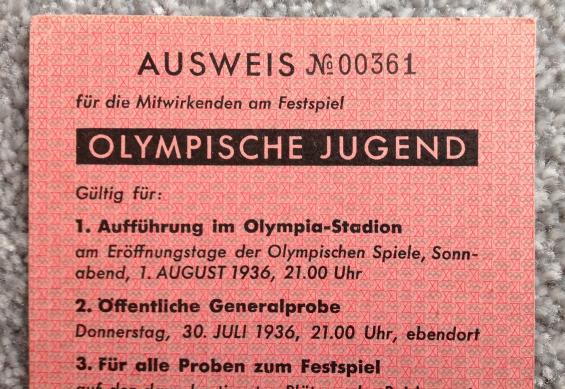 AUSWEIS № 00361
für die Mitwirkenden am Festspiel
OLYMPISCHE JUGEND
Gültig für:
1. Aufführung im Olympia-Stadion
am Eröffnungstage der Olympischen Spiele, Sonn-
abend, 1. AUGUST 1936, 21.00 Uhr
2. Öffentliche Generalprobe
Donnerstag, 30. JULI 1936, 21.00 Uhr, ebendort
3. Für alle Proben zum Festspiel